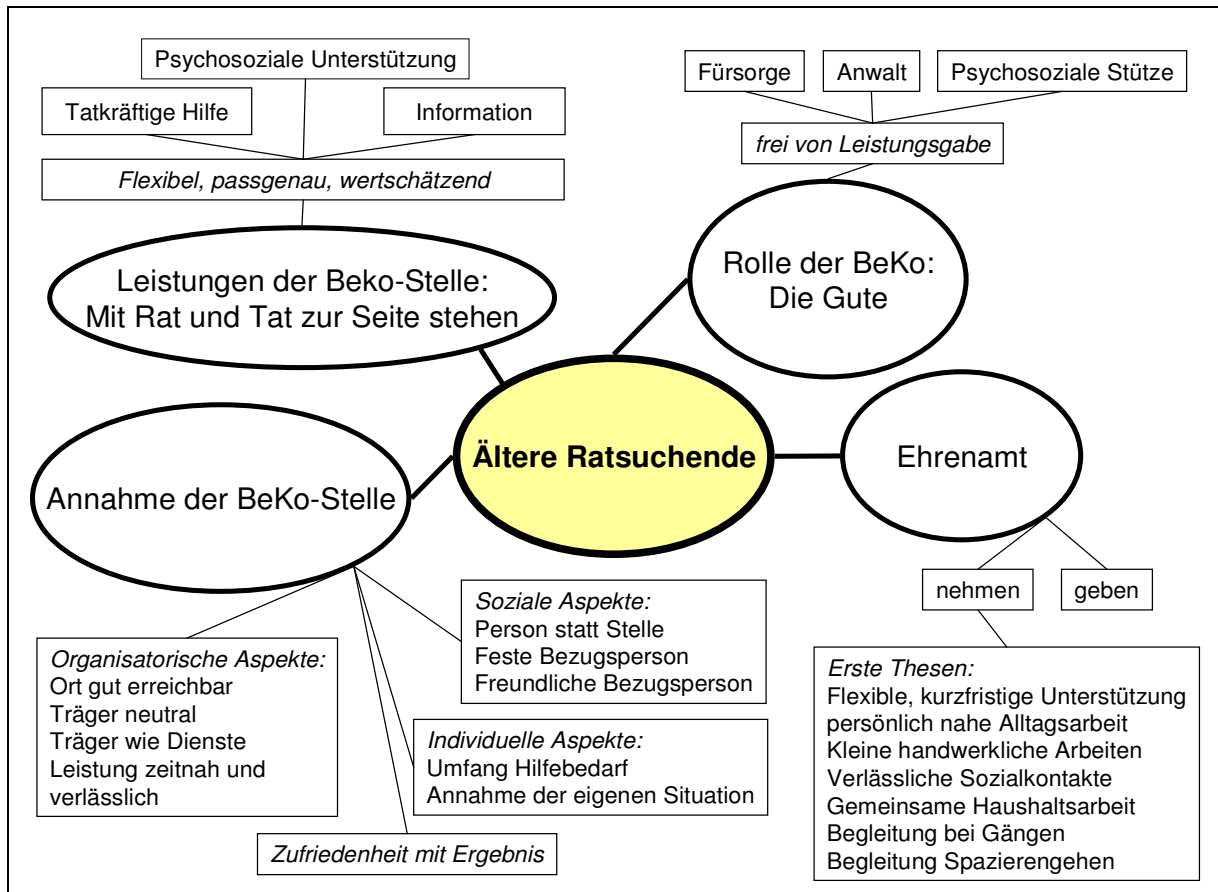 Psychosoziale Unterstützung
Tatkräftige Hilfe
Information
Flexibel, passgenau, wertschätzend
Leistungen der Beko-Stelle:
Mit Rat und Tat zur Seite stehen
Fürsorge
Anwalt
Psychosoziale Stütze
frei von Leistungsgabe
Rolle der BeKo:
Die Gute
Ältere Ratsuchende
Ehrenamt
nehmen
geben
Erste Thesen:
Flexible, kurzfristige Unterstützung
persönlich nahe Alltagsarbeit
Kleine handwerkliche Arbeiten
Verlässliche Sozialkontakte
Gemeinsame Haushaltsarbeit
Begleitung bei Gängen
Begleitung Spazierengehen
Annahme der BeKo-Stelle
Organisatorische Aspekte:
Ort gut erreichbar
Träger neutral
Träger wie Dienste
Leistung zeitnah und
verlässlich
Soziale Aspekte:
Person statt Stelle
Feste Bezugsperson
Freundliche Bezugsperson
Individuelle Aspekte:
Umfang Hilfebedarf
Annahme der eigenen Situation
Zufriedenheit mit Ergebnis